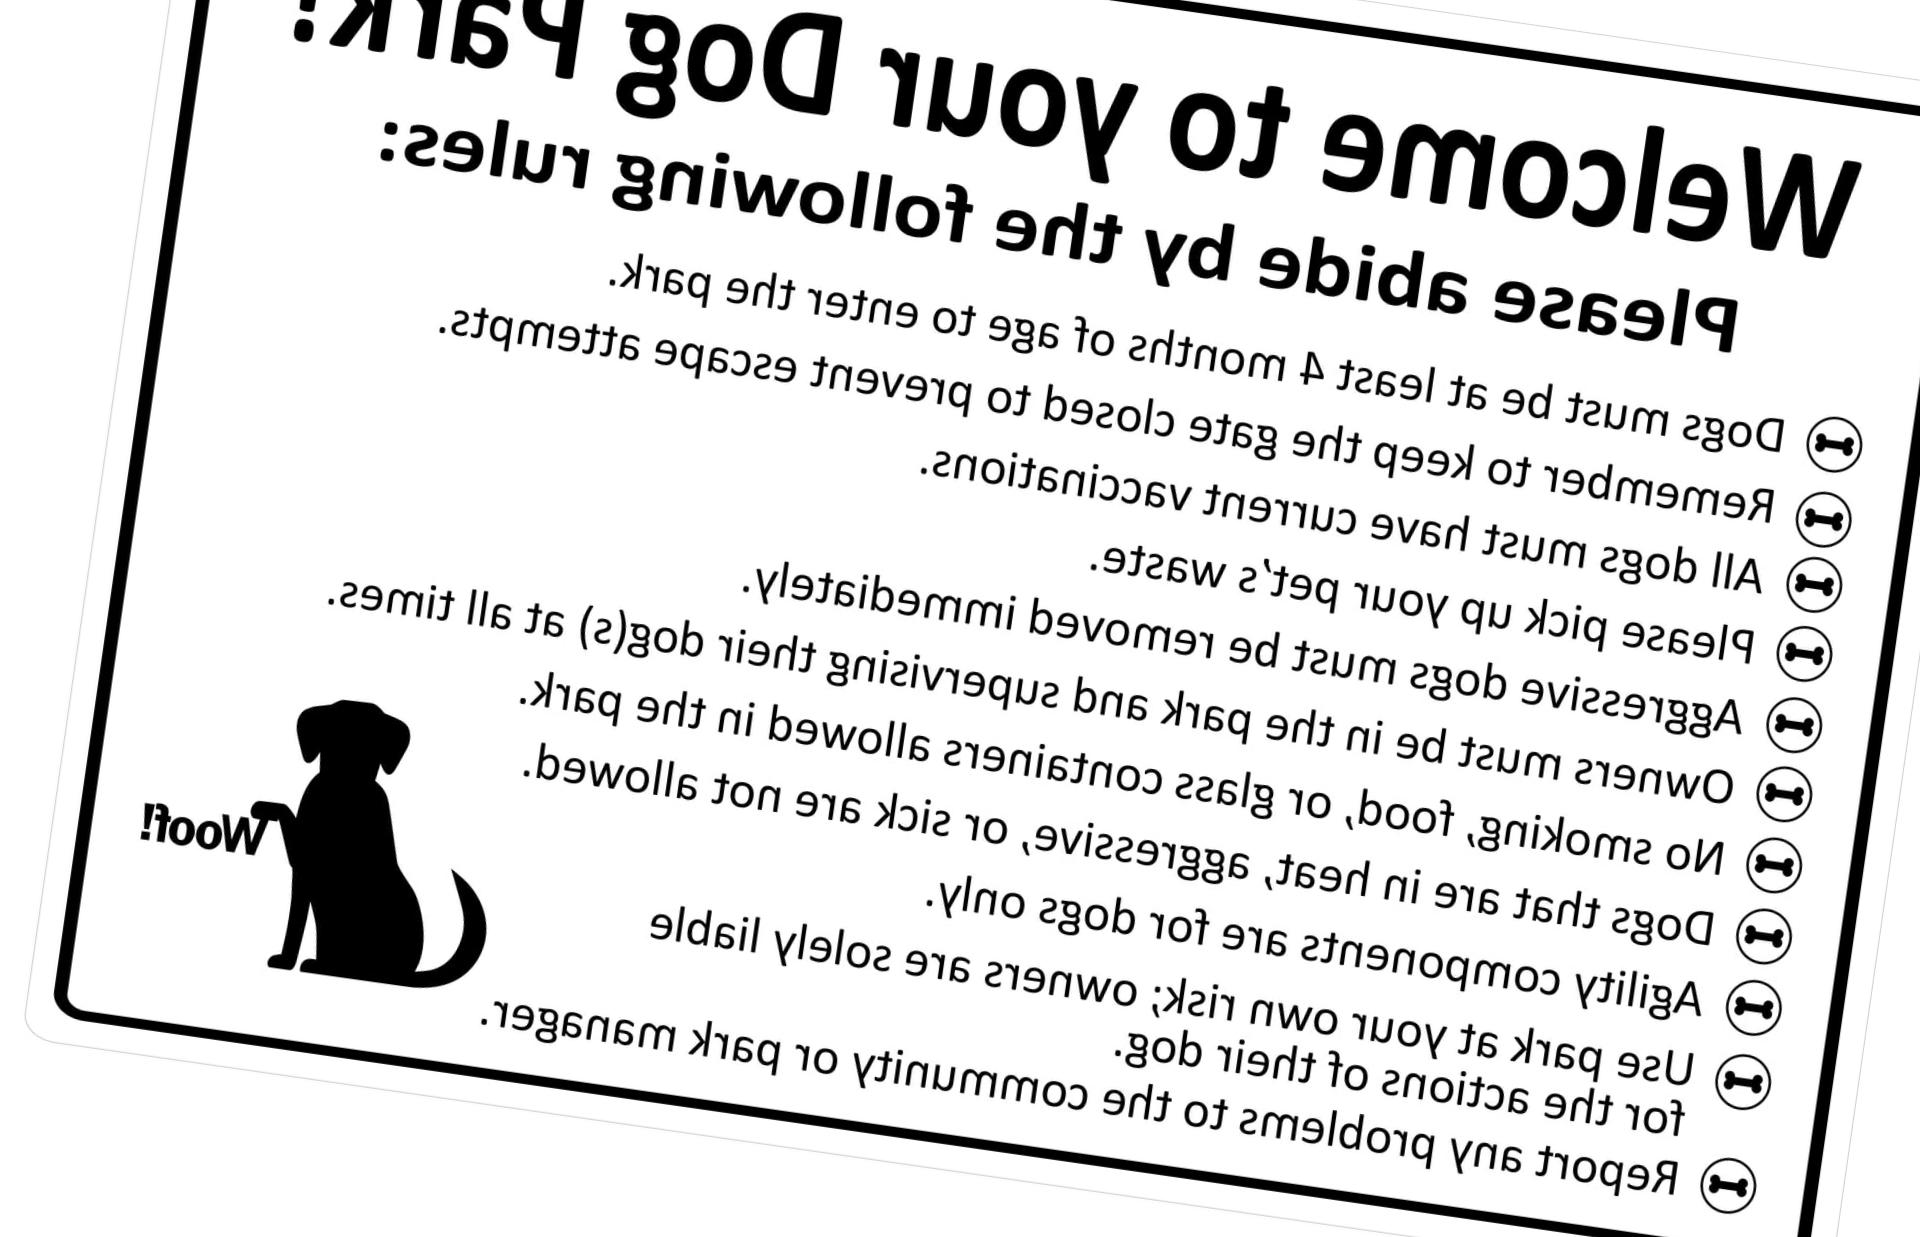 Welcome to your Dog Park!
Please abide by the following rules:
Dogs must be at least 4 months of age to enter the park.
Remember to keep the gate closed to prevent escape attempts.
All dogs must have current vaccinations.
Please pick up your pet's waste.
Aggressive dogs must be removed immediately.
Owners must be in the park and supervising their dog(s) at all times.
No smoking, food, or glass containers allowed in the park.
Dogs that are in heat, aggressive, or sick are not allowed.
Agility components are for dogs only.
Use park at your own risk; owners are solely liable
for the actions of their dog.
Report any problems to the community or park manager.
Woof!